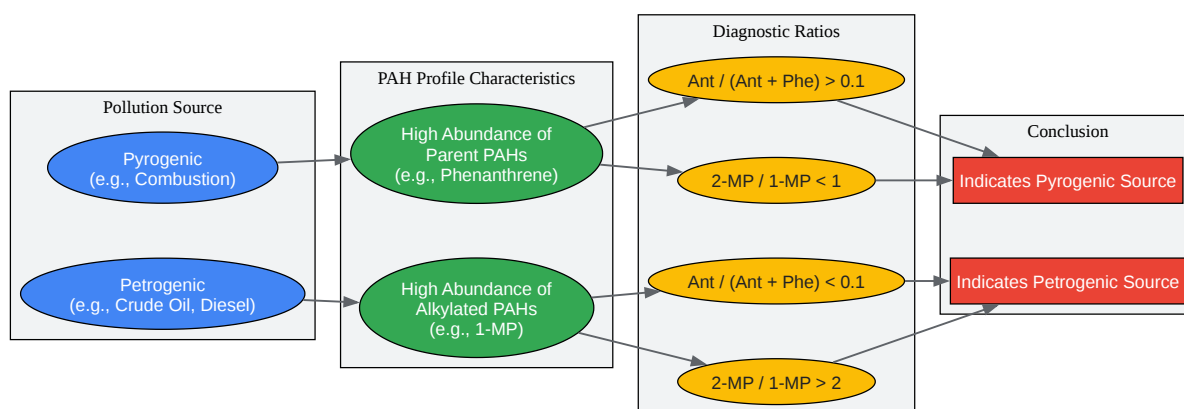 Pollution Source
Pyrogenic
(e.g., Combustion)
Petrogenic
(e.g., Crude Oil, Diesel)
PAH Profile Characteristics
High Abundance of
Parent PAHs
(e.g., Phenanthrene)
High Abundance of
Alkylated PAHs
(e.g., 1-MP)
Diagnostic Ratios
Ant / (Ant + Phe) > 0.1
2-MP / 1-MP < 1
Ant / (Ant + Phe) < 0.1
2-MP / 1-MP > 2
Conclusion
Indicates Pyrogenic Source
Indicates Petrogenic Source